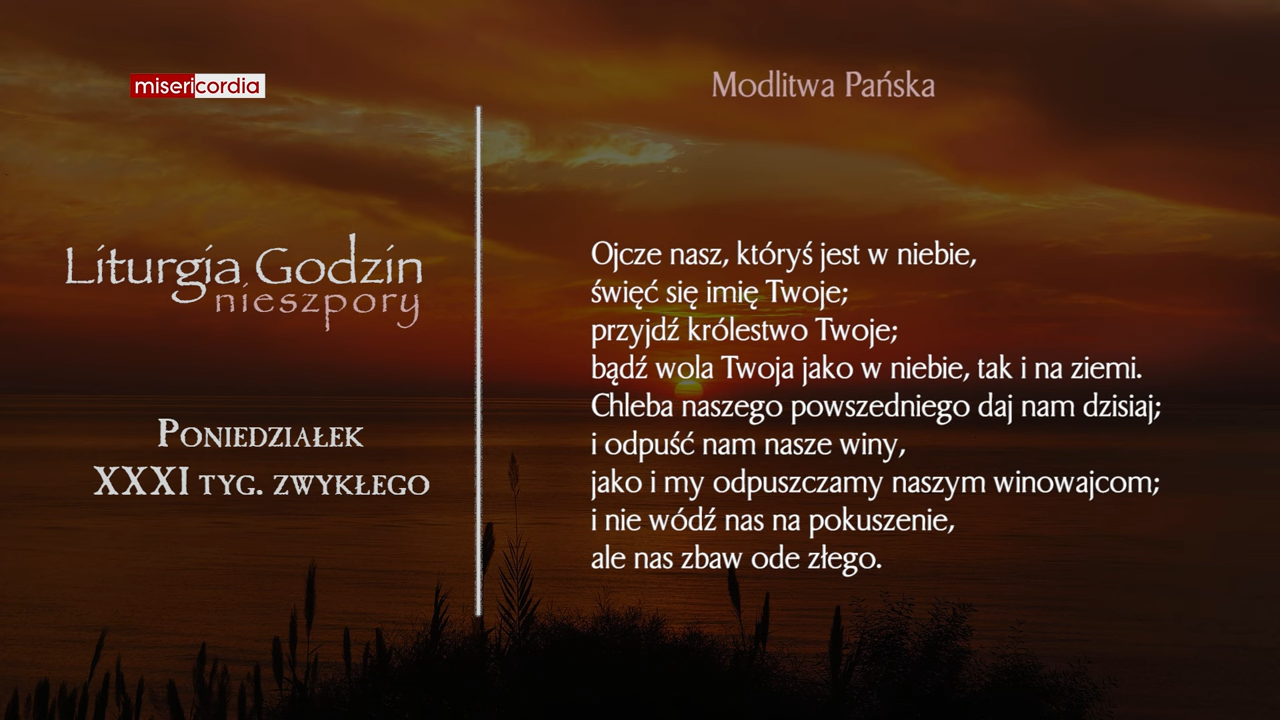 misericordia
Liturgia Godzin
nieszpory
Poniedziałek
XXXI tyg. zwykłego
Modlitwa Pańska
Ojcze nasz, któryś jest w niebie,
święć się imię Twoje;
przyjdź królestwo Twoje;
bądź wola Twoja jako w niebie, tak i na ziemi.
Chleba naszego powszedniego daj nam dzisiaj;
i odpuść nam nasze winy,
jako i my odpuszczamy naszym winowajcom;
i nie wódź nas na pokuszenie,
ale nas zbaw ode złego.